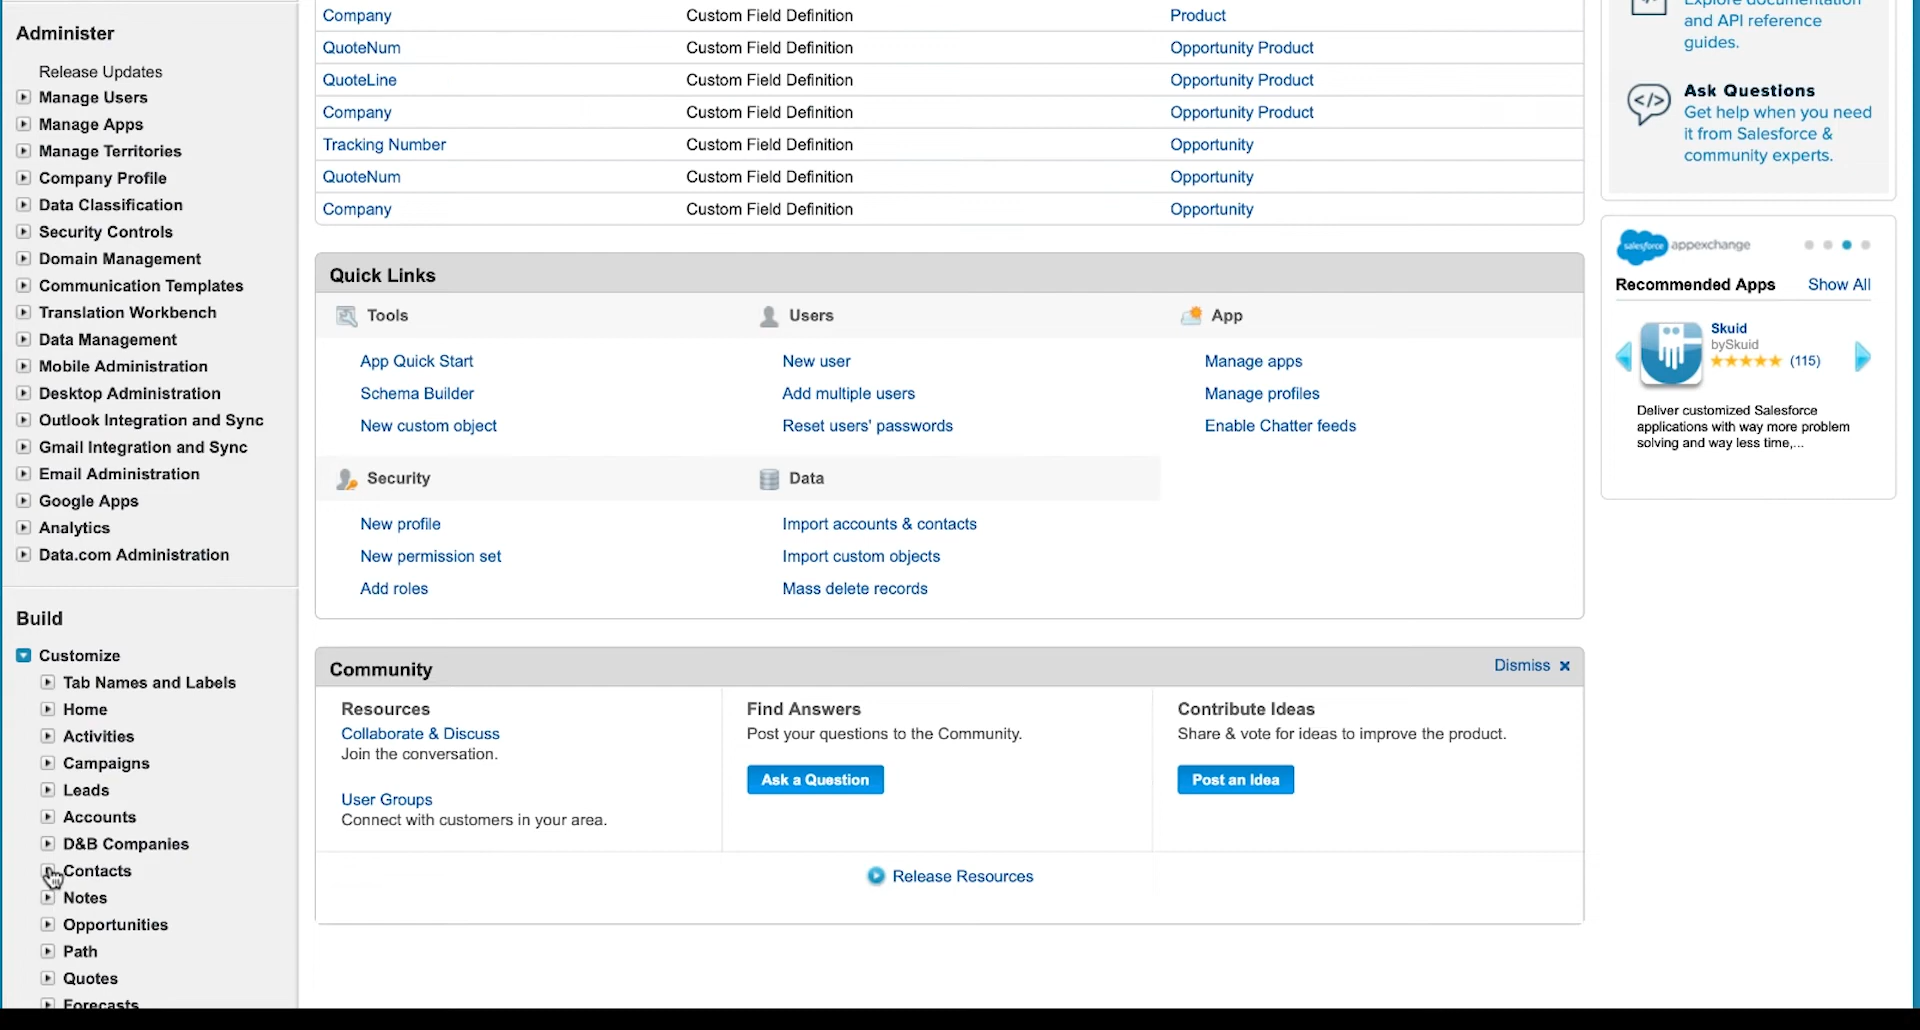 Administer
Release Updates
Manage Users
Manage Apps
Manage Territories
Company Profile
Data Classification
Security Controls
Domain Management
Communication Templates
Translation Workbench
Data Management
Mobile Administration
Desktop Administration
Outlook Integration and Sync
Gmail Integration and Sync
Email Administration
Google Apps
Analytics
Data.com Administration
Build
Customize
Tab Names and Labels
Home
Activities
Campaigns
Leads
Accounts
D&B Companies
Contacts
Notes
Opportunities
Path
Quotes
Forecasts
Company Custom Field Definition Product
QuoteNum Custom Field Definition Opportunity Product
QuoteLine Custom Field Definition Opportunity Product
Company Custom Field Definition Opportunity Product
Tracking Number Custom Field Definition Opportunity
QuoteNum Custom Field Definition Opportunity
Company Custom Field Definition Opportunity
Quick Links
Tools Users App
App Quick Start New user Manage apps
Schema Builder Add multiple users Manage profiles
New custom object Reset users' passwords Enable Chatter feeds
Security Data
New profile Import accounts & contacts
New permission set Import custom objects
Add roles Mass delete records
Community Dismiss
Resources
Collaborate & Discuss
Join the conversation.
User Groups
Connect with customers in your area.
Find Answers
Post your questions to the Community.
Ask a Question
Contribute Ideas
Share & vote for ideas to improve the product.
Post an Idea
Release Resources
Explore documentation
and API reference
guides.
</>
Ask Questions
Get help when you need
it from Salesforce &
community experts.
salesforce appexchange
Recommended Apps Show All
Skuid
bySkuid
(115)
Deliver customized Salesforce
applications with way more problem
solving and way less time,...